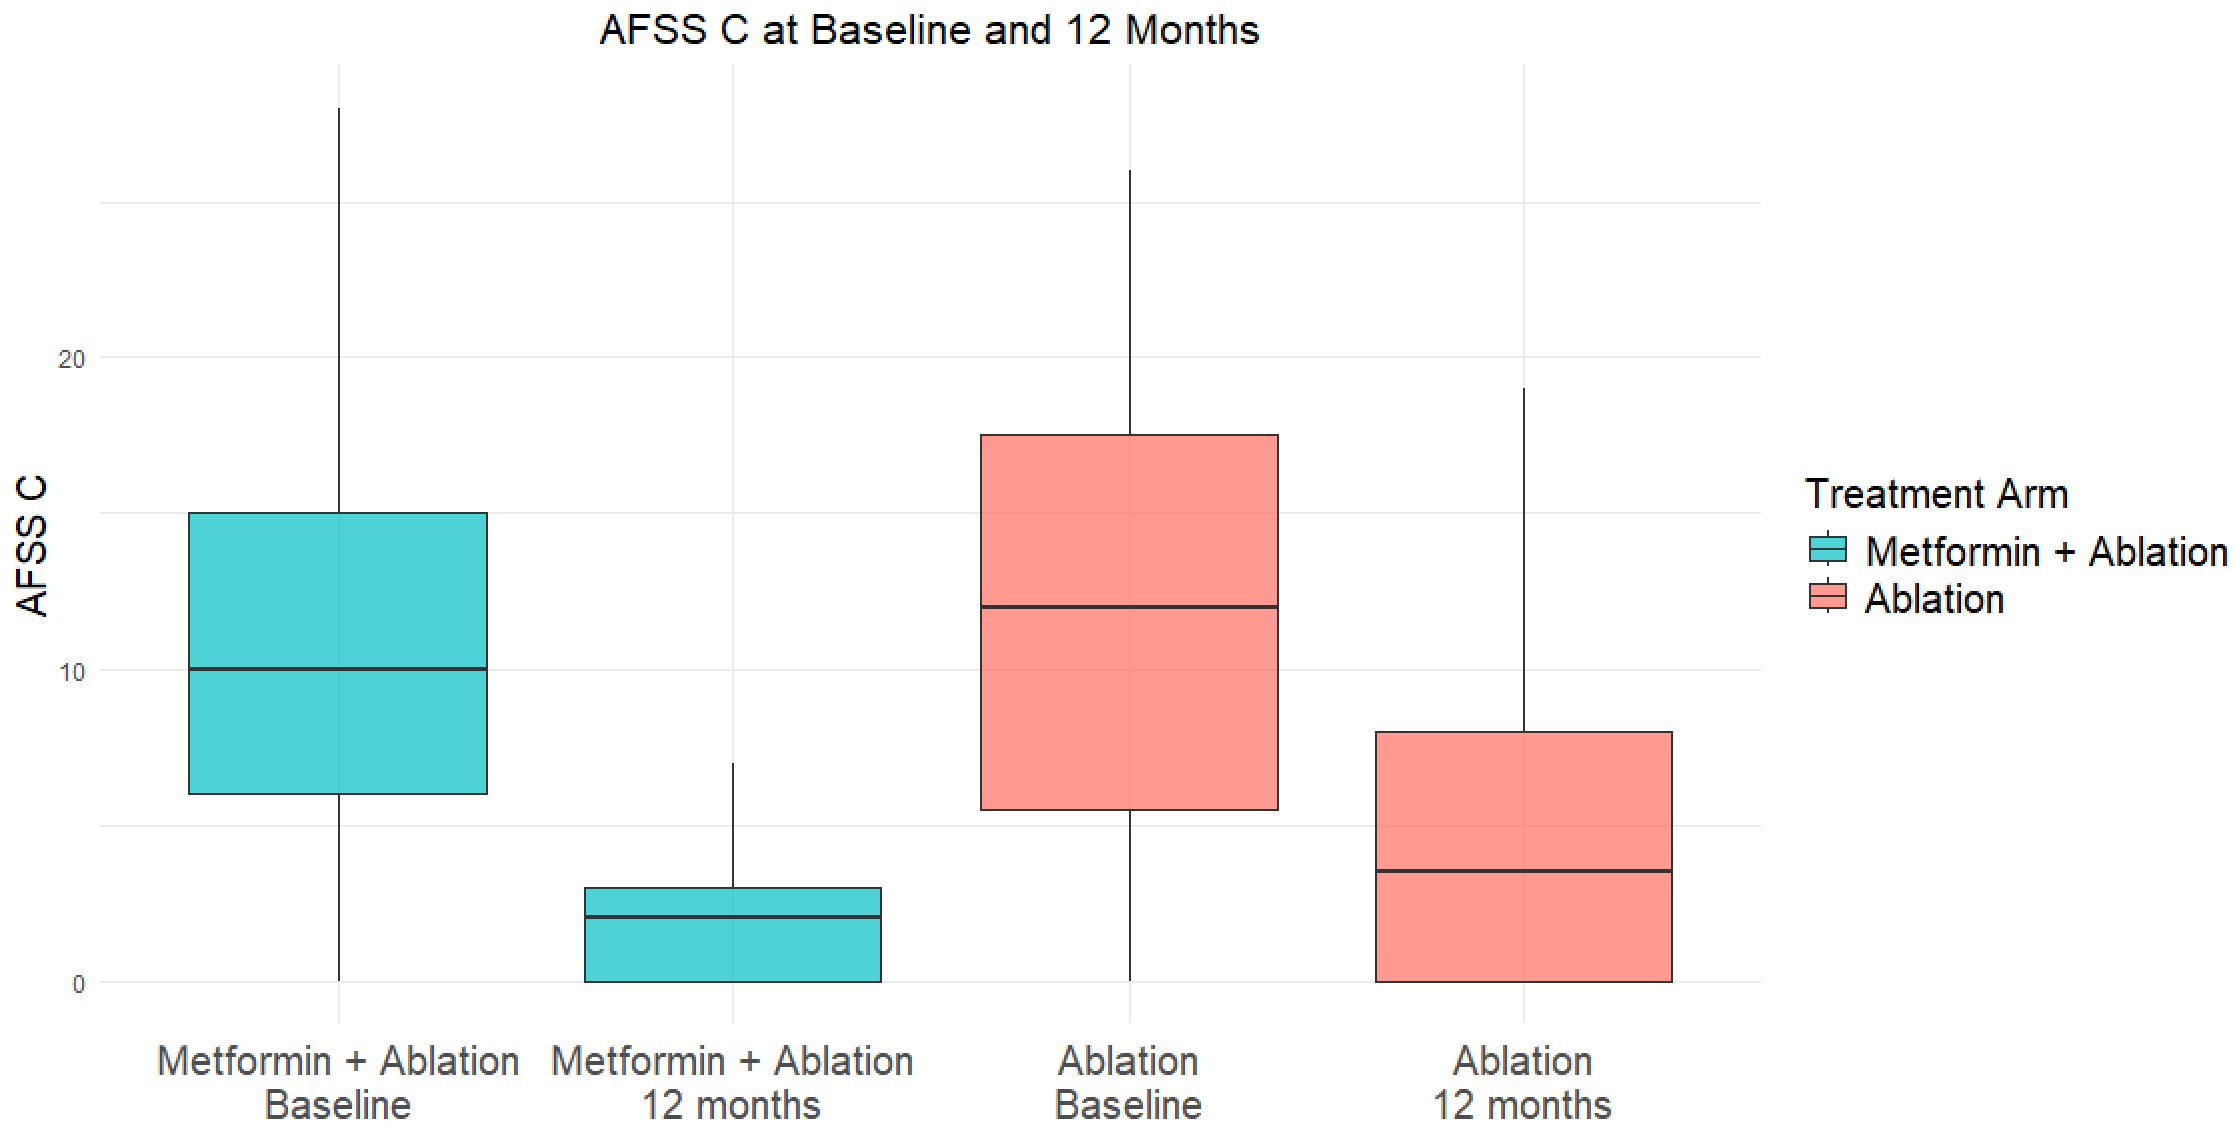 AFSS C at Baseline and 12 Months
AFSS C
20
10
0
Metformin + Ablation
Baseline
Metformin + Ablation
12 months
Ablation
Baseline
Ablation
12 months
Treatment Arm
Metformin + Ablation
Ablation